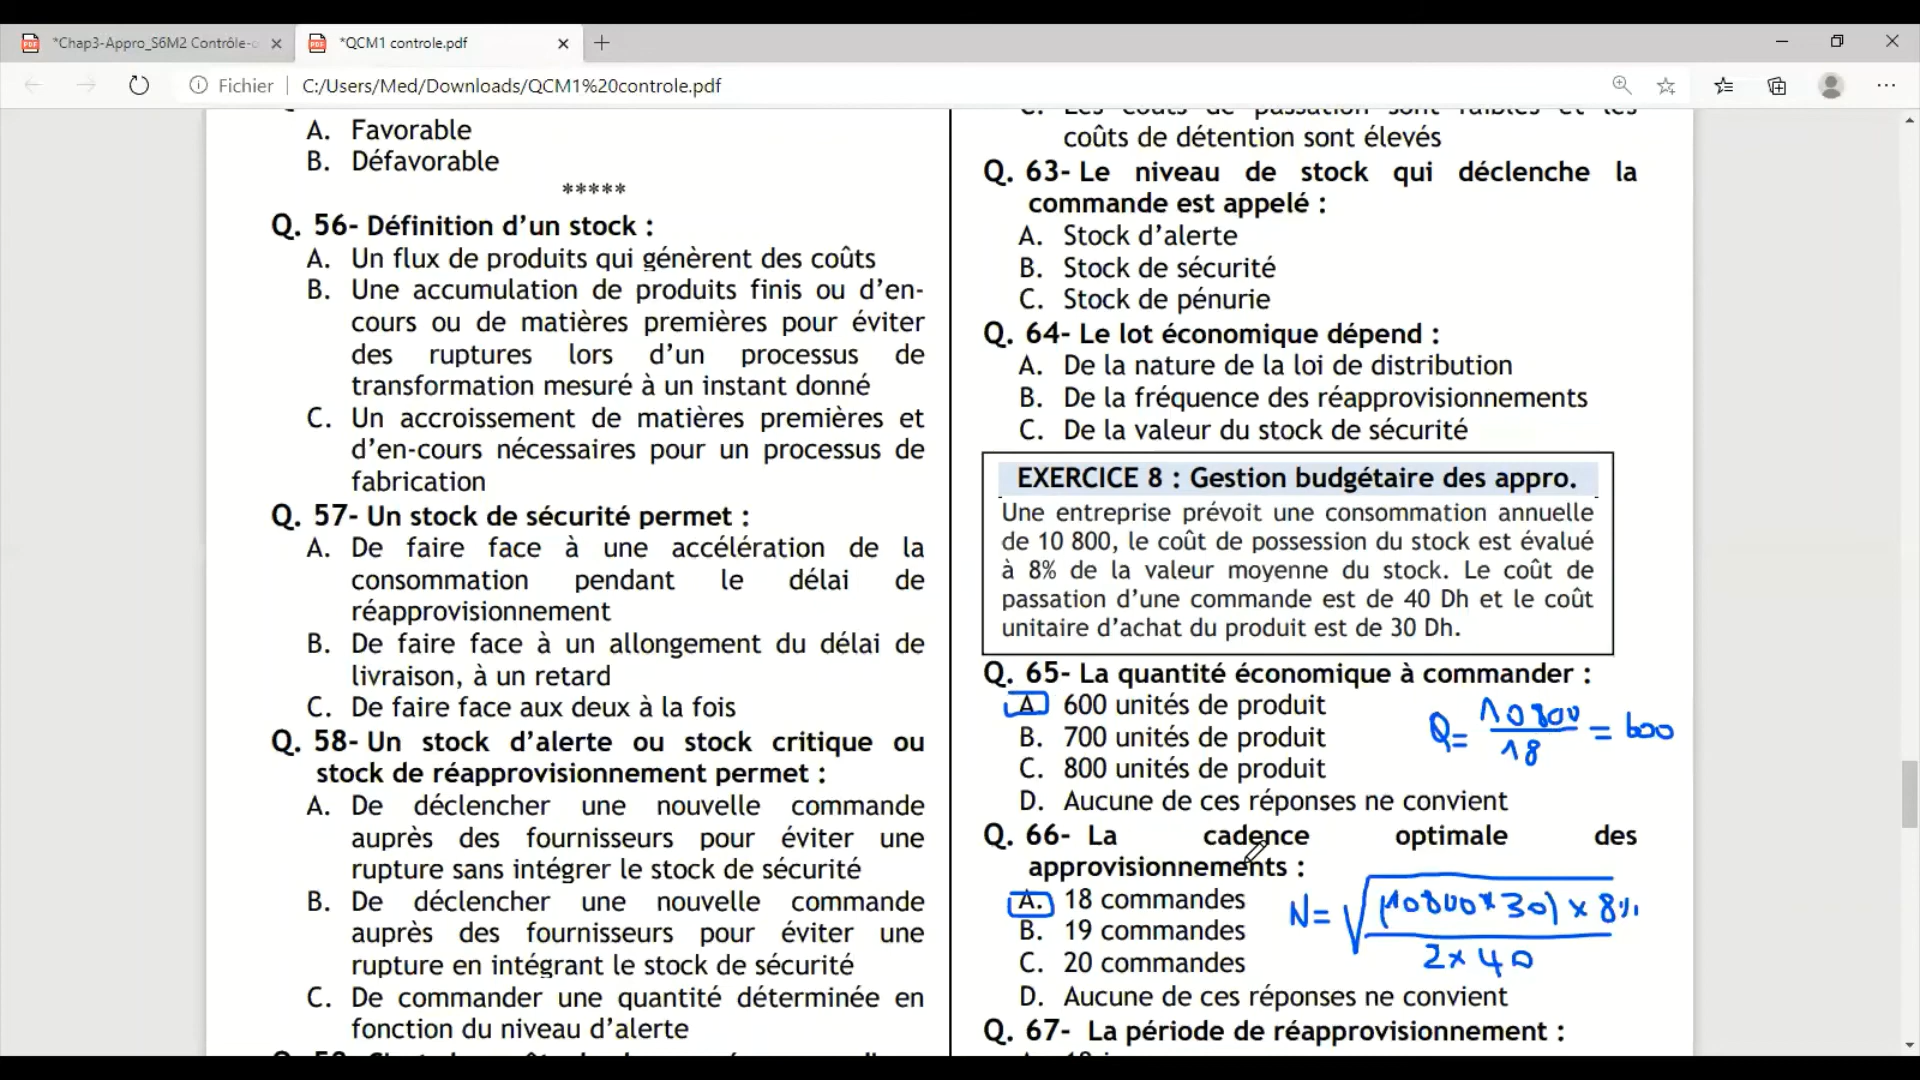 *Chap3-Appro_S6M2 Contrôle-
*QCM1 controle.pdf
Fichier
C:/Users/Med/Downloads/QCM1%20controle.pdf
A. Favorable
B. Défavorable
*****
Q. 56- Définition d’un stock :
A. Un flux de produits qui génèrent des coûts
B. Une accumulation de produits finis ou d’en-
cours ou de matières premières pour éviter
des ruptures lors d’un processus de
transformation mesuré à un instant donné
C. Un accroissement de matières premières et
d’en-cours nécessaires pour un processus de
fabrication
Q. 57- Un stock de sécurité permet :
A. De faire face à une accélération de la
consommation pendant le délai de
réapprovisionnement
B. De faire face à un allongement du délai de
livraison, à un retard
C. De faire face aux deux à la fois
Q. 58- Un stock d’alerte ou stock critique ou
stock de réapprovisionnement permet :
A. De déclencher une nouvelle commande
auprès des fournisseurs pour éviter une
rupture sans intégrer le stock de sécurité
B. De déclencher une nouvelle commande
auprès des fournisseurs pour éviter une
rupture en intégrant le stock de sécurité
C. De commander une quantité déterminée en
fonction du niveau d’alerte
C. Les coûts de passation sont faibles et les
coûts de détention sont élevés
Q. 63- Le niveau de stock qui déclenche la
commande est appelé :
A. Stock d’alerte
B. Stock de sécurité
C. Stock de pénurie
Q. 64- Le lot économique dépend :
A. De la nature de la loi de distribution
B. De la fréquence des réapprovisionnements
C. De la valeur du stock de sécurité
EXERCICE 8 : Gestion budgétaire des appro.
Une entreprise prévoit une consommation annuelle
de 10 800, le coût de possession du stock est évalué
à 8% de la valeur moyenne du stock. Le coût de
passation d’une commande est de 40 Dh et le coût
unitaire d’achat du produit est de 30 Dh.
Q. 65- La quantité économique à commander :
A. 600 unités de produit
B. 700 unités de produit
C. 800 unités de produit
D. Aucune de ces réponses ne convient
Q = 10800 / 18 = 600
Q. 66- La cadence optimale des
approvisionnements :
A. 18 commandes
B. 19 commandes
C. 20 commandes
D. Aucune de ces réponses ne convient
N = √ (10800 × 30) × 8% / 2 × 40
Q. 67- La période de réapprovisionnement :